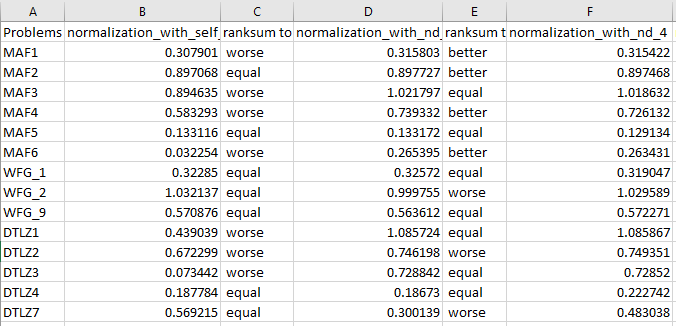 A B C D E F
Problems normalization_with_self_ ranksum to normalization_with_nd_ ranksum t normalization_with_nd_4
MAF1 0.307901 worse 0.315803 better 0.315422
MAF2 0.897068 equal 0.897727 better 0.897468
MAF3 0.894635 worse 1.021797 equal 1.018632
MAF4 0.583293 worse 0.739332 better 0.726132
MAF5 0.133116 equal 0.133172 equal 0.129134
MAF6 0.032254 worse 0.265395 better 0.263431
WFG_1 0.32285 equal 0.32572 equal 0.319047
WFG_2 1.032137 equal 0.999755 worse 1.029589
WFG_9 0.570876 equal 0.563612 equal 0.572271
DTLZ1 0.439039 worse 1.085724 equal 1.085867
DTLZ2 0.672299 worse 0.746198 worse 0.749351
DTLZ3 0.073442 worse 0.728842 equal 0.72852
DTLZ4 0.187784 equal 0.18673 equal 0.222742
DTLZ7 0.569215 equal 0.300139 worse 0.483038